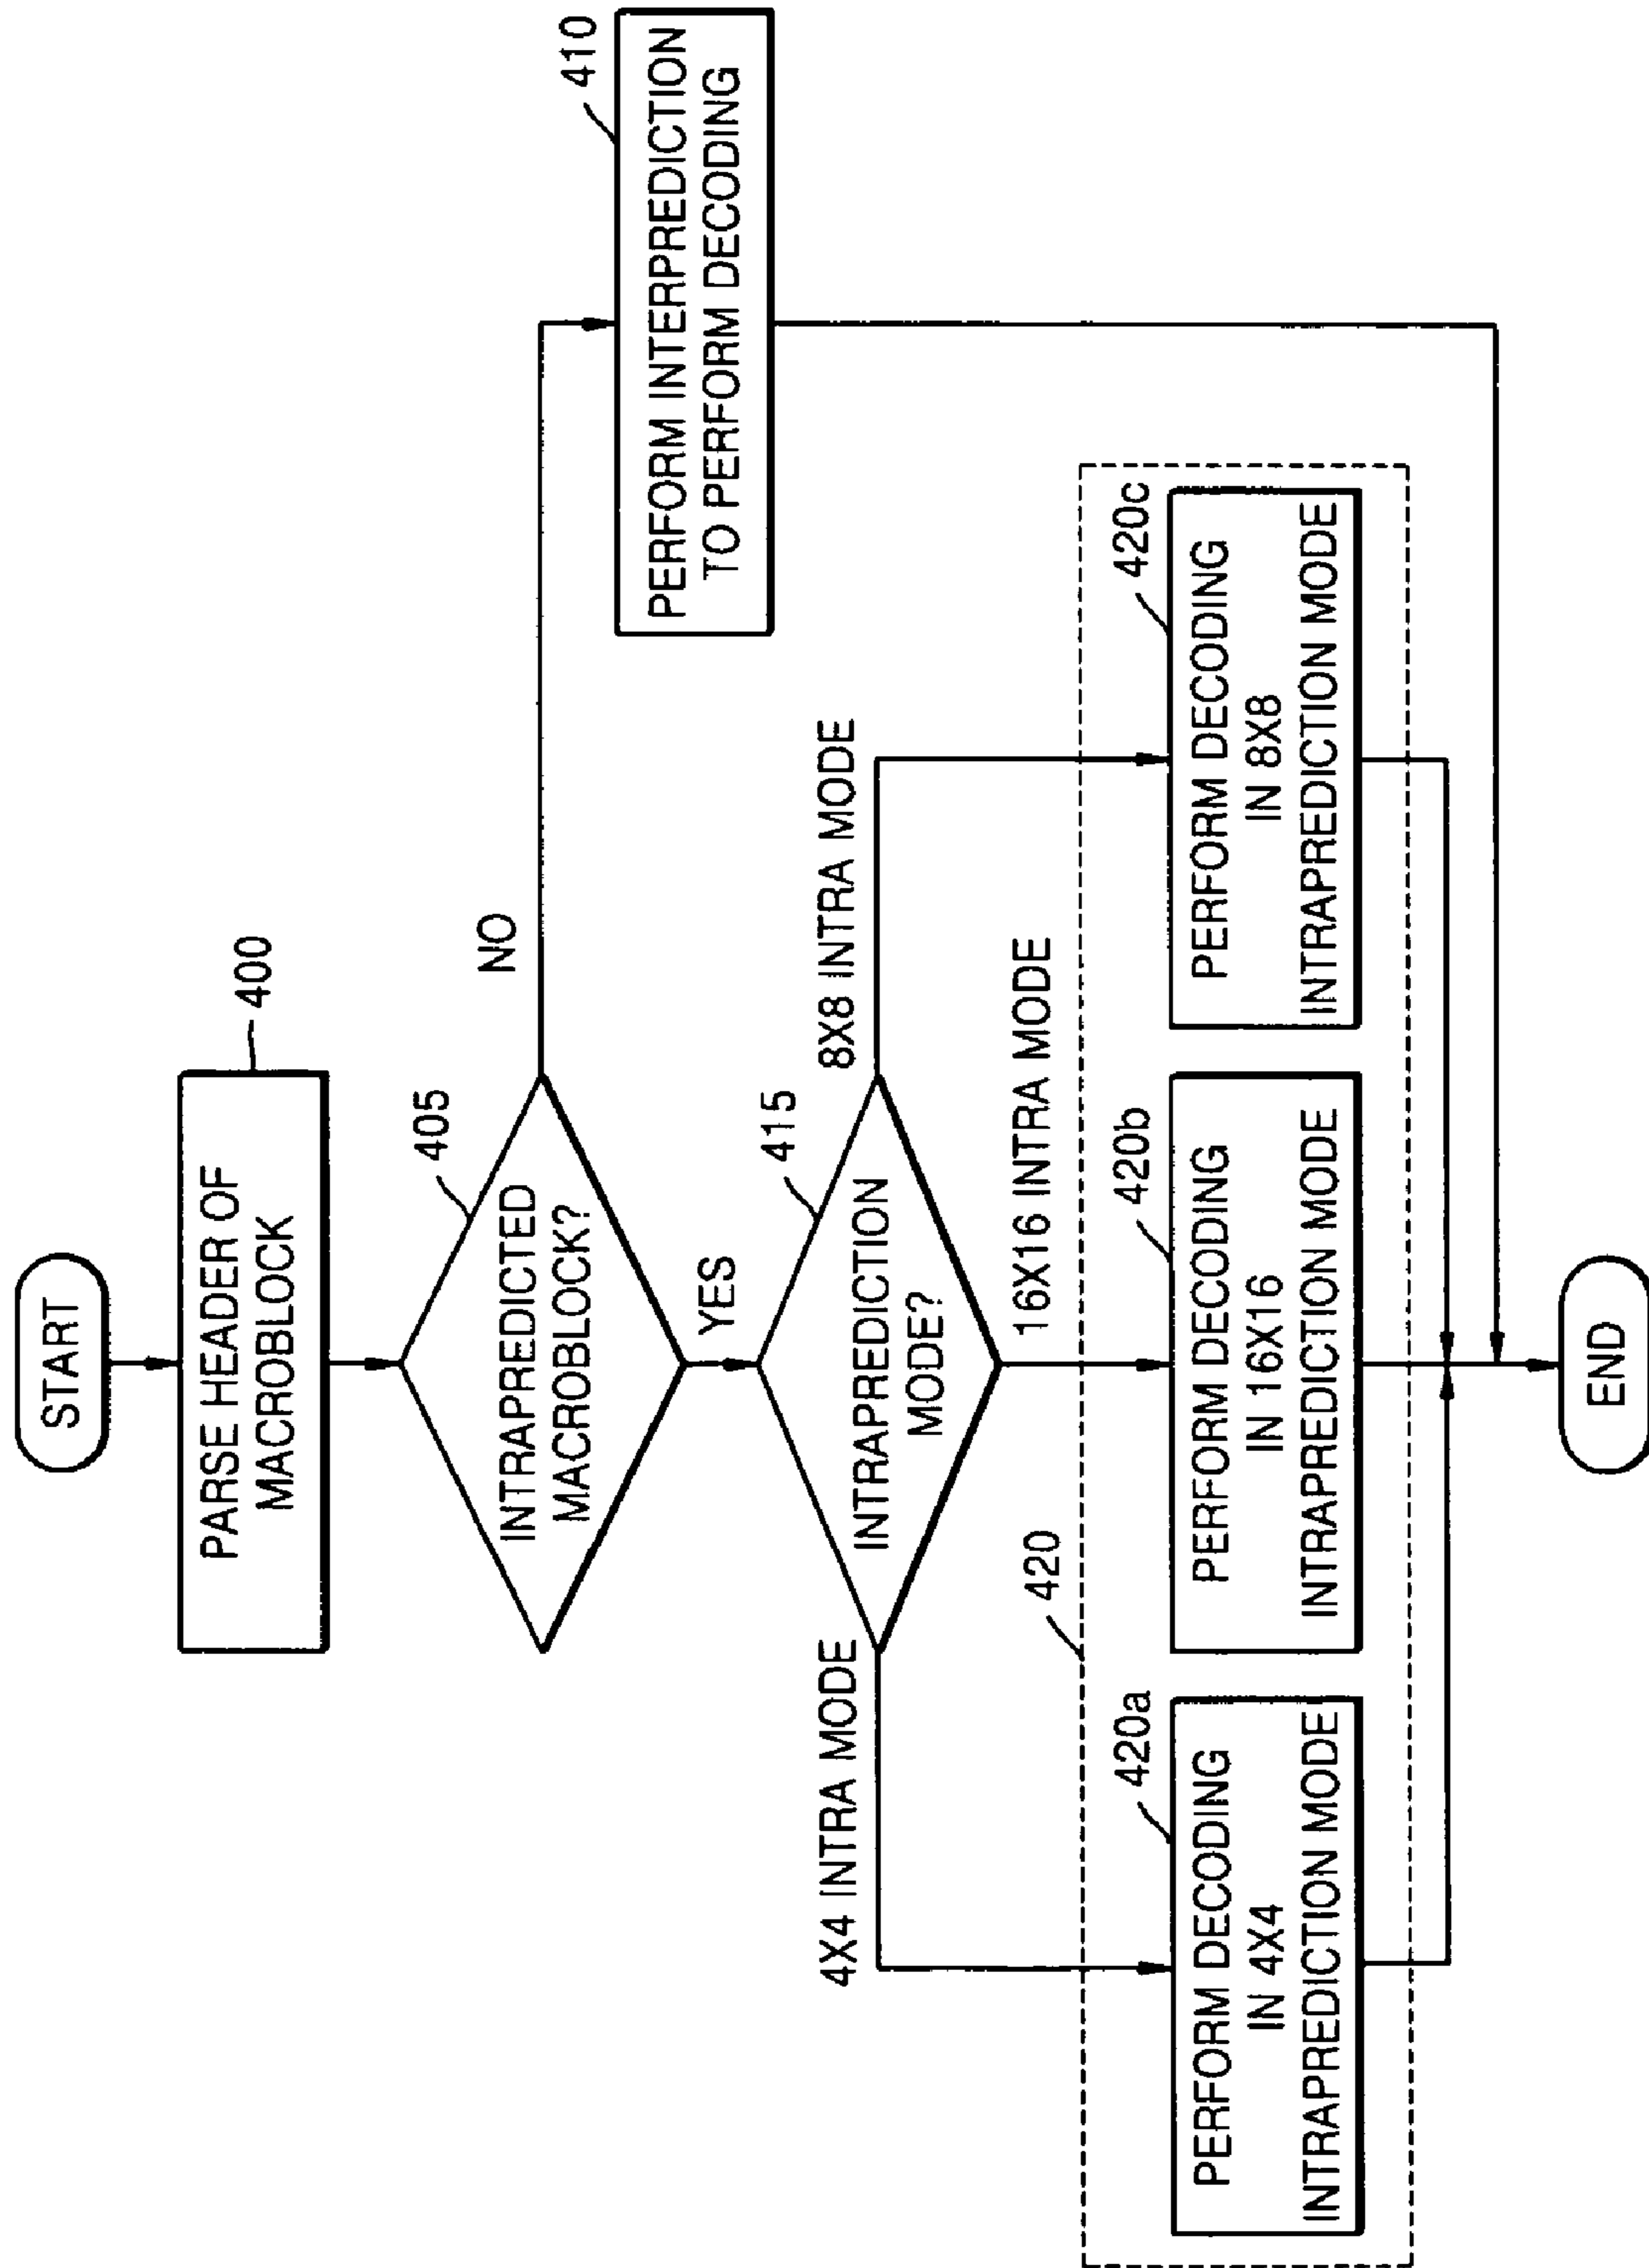 START
400
PARSE HEADER OF
MACROBLOCK
405
INTRAPREDICTED
MACROBLOCK?
NO
410
PERFORM INTERPREDICTION
TO PERFORM DECODING
YES
415
INTRAPREDICTION
MODE?
4X4 INTRA MODE
8X8 INTRA MODE
16X16 INTRA MODE
420
420a
PERFORM DECODING
IN 4X4
INTRAPREDICTION MODE
420b
PERFORM DECODING
IN 16X16
INTRAPREDICTION MODE
420c
PERFORM DECODING
IN 8X8
INTRAPREDICTION MODE
END